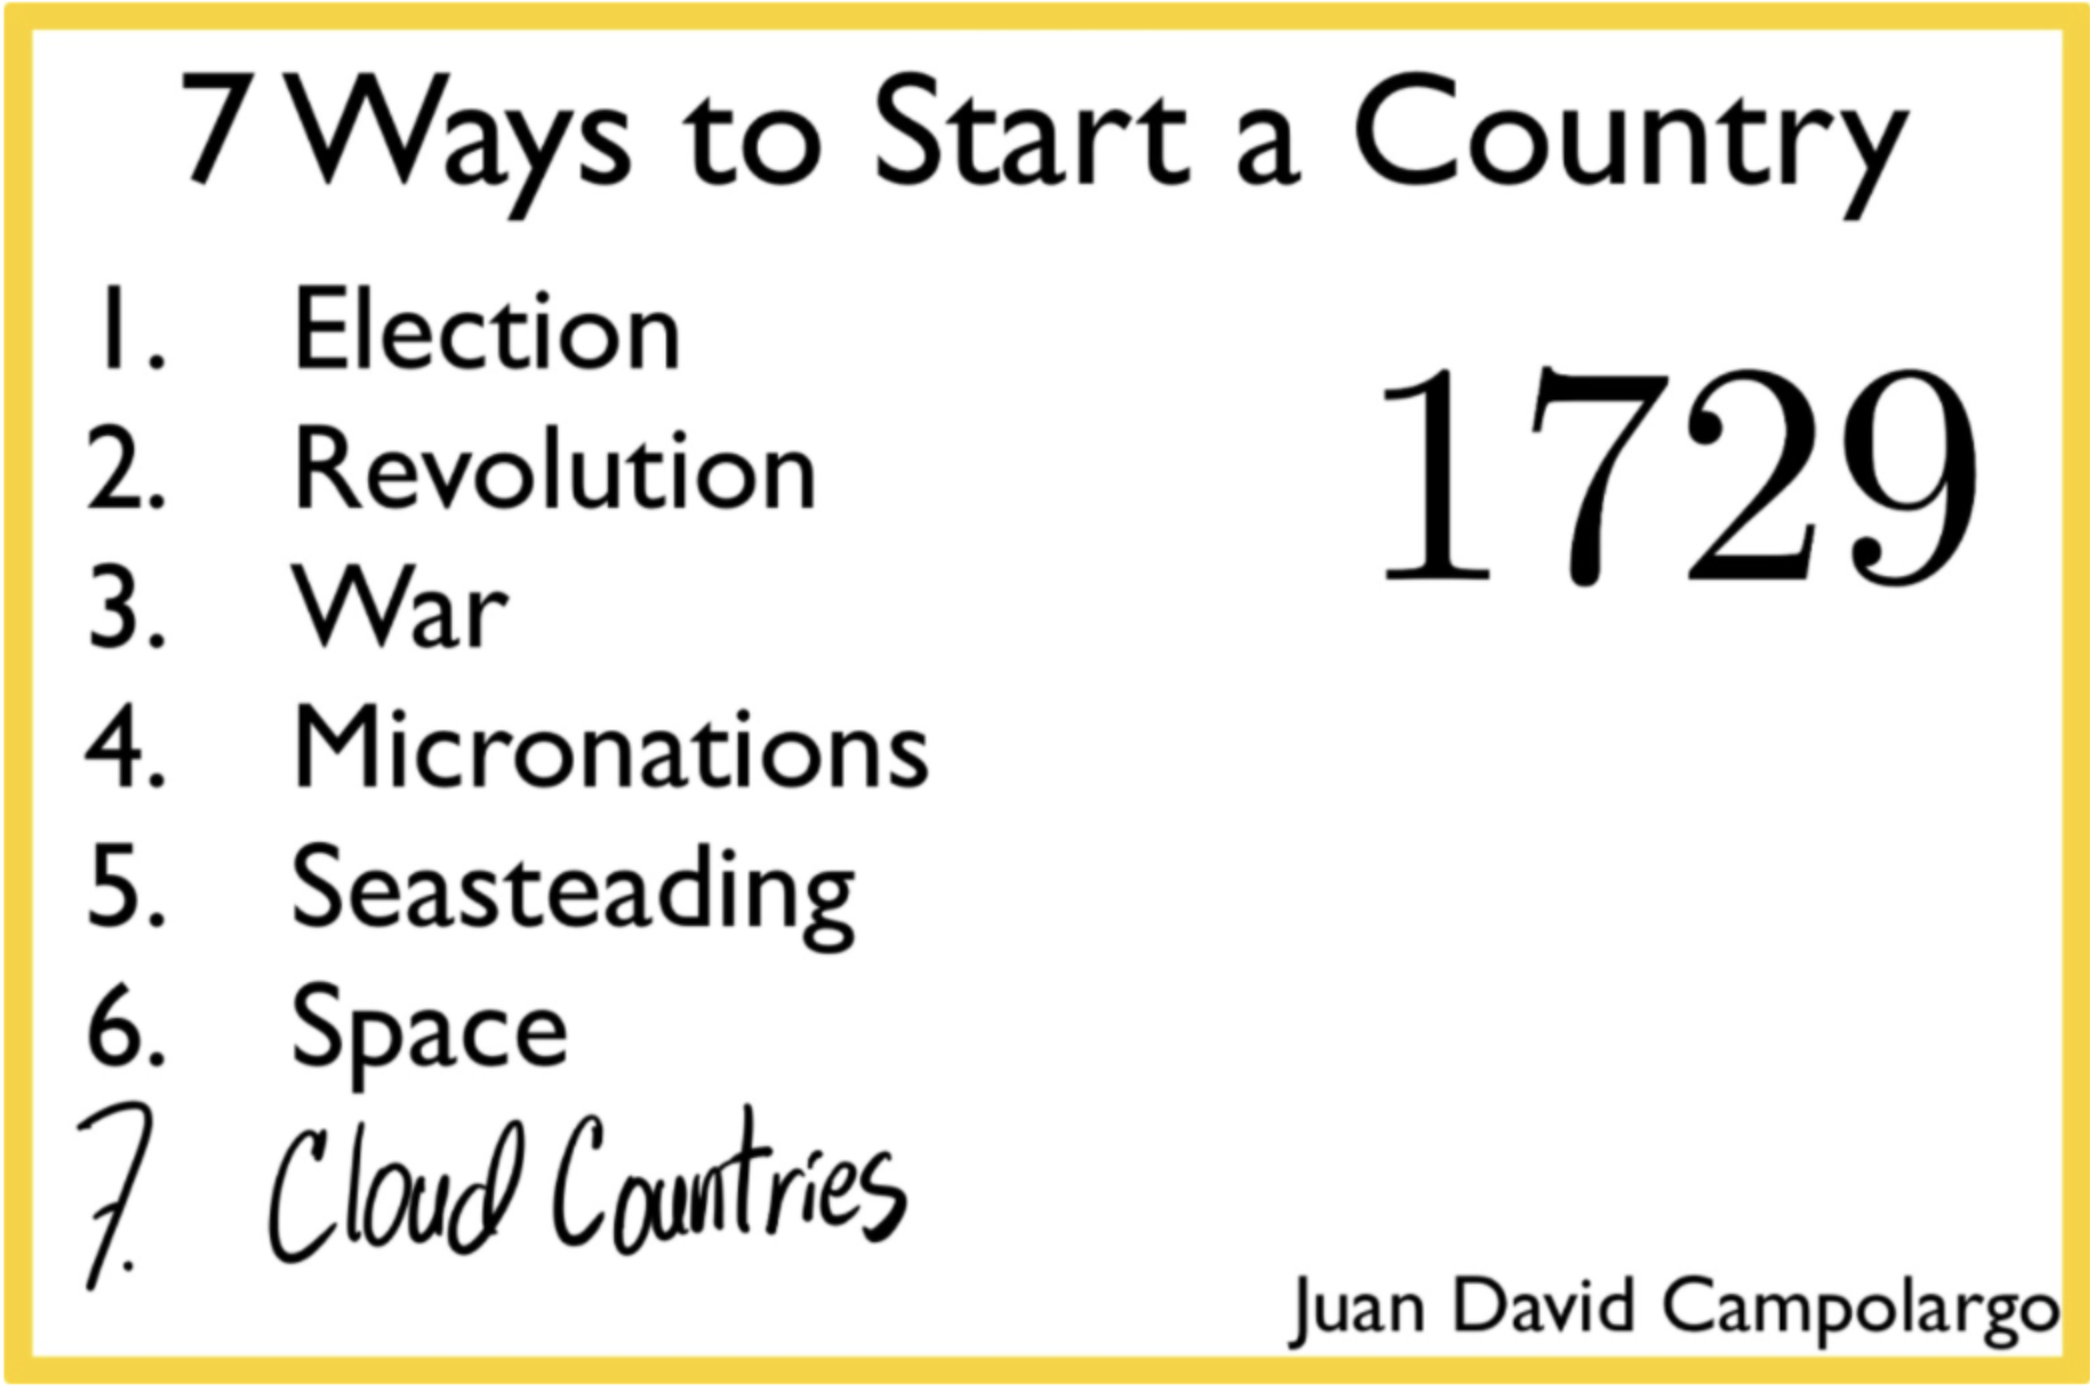 7 Ways to Start a Country
1. Election
2. Revolution
3. War
4. Micronations
5. Seasteading
6. Space
7. Cloud Countries
1729
Juan David Campolargo